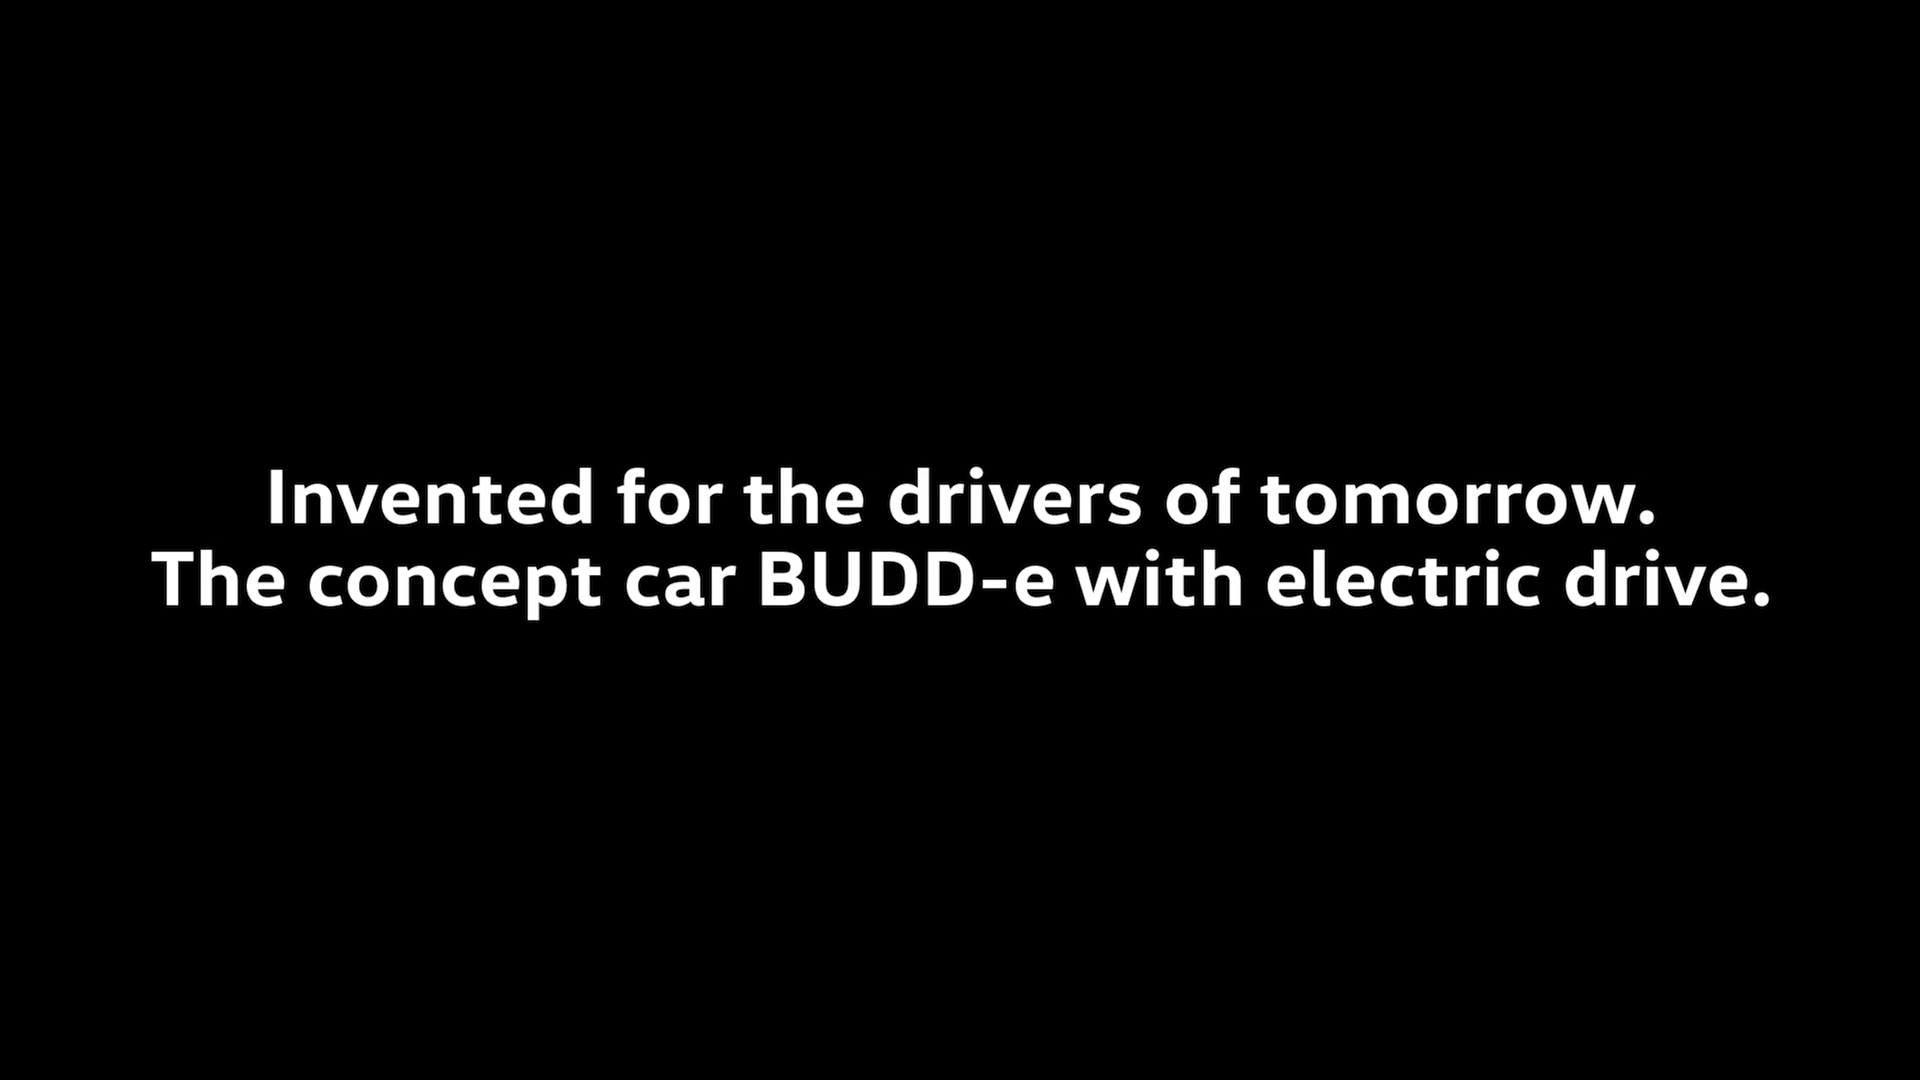 Invented for the drivers of tomorrow.
The concept car BUDD-e with electric drive.